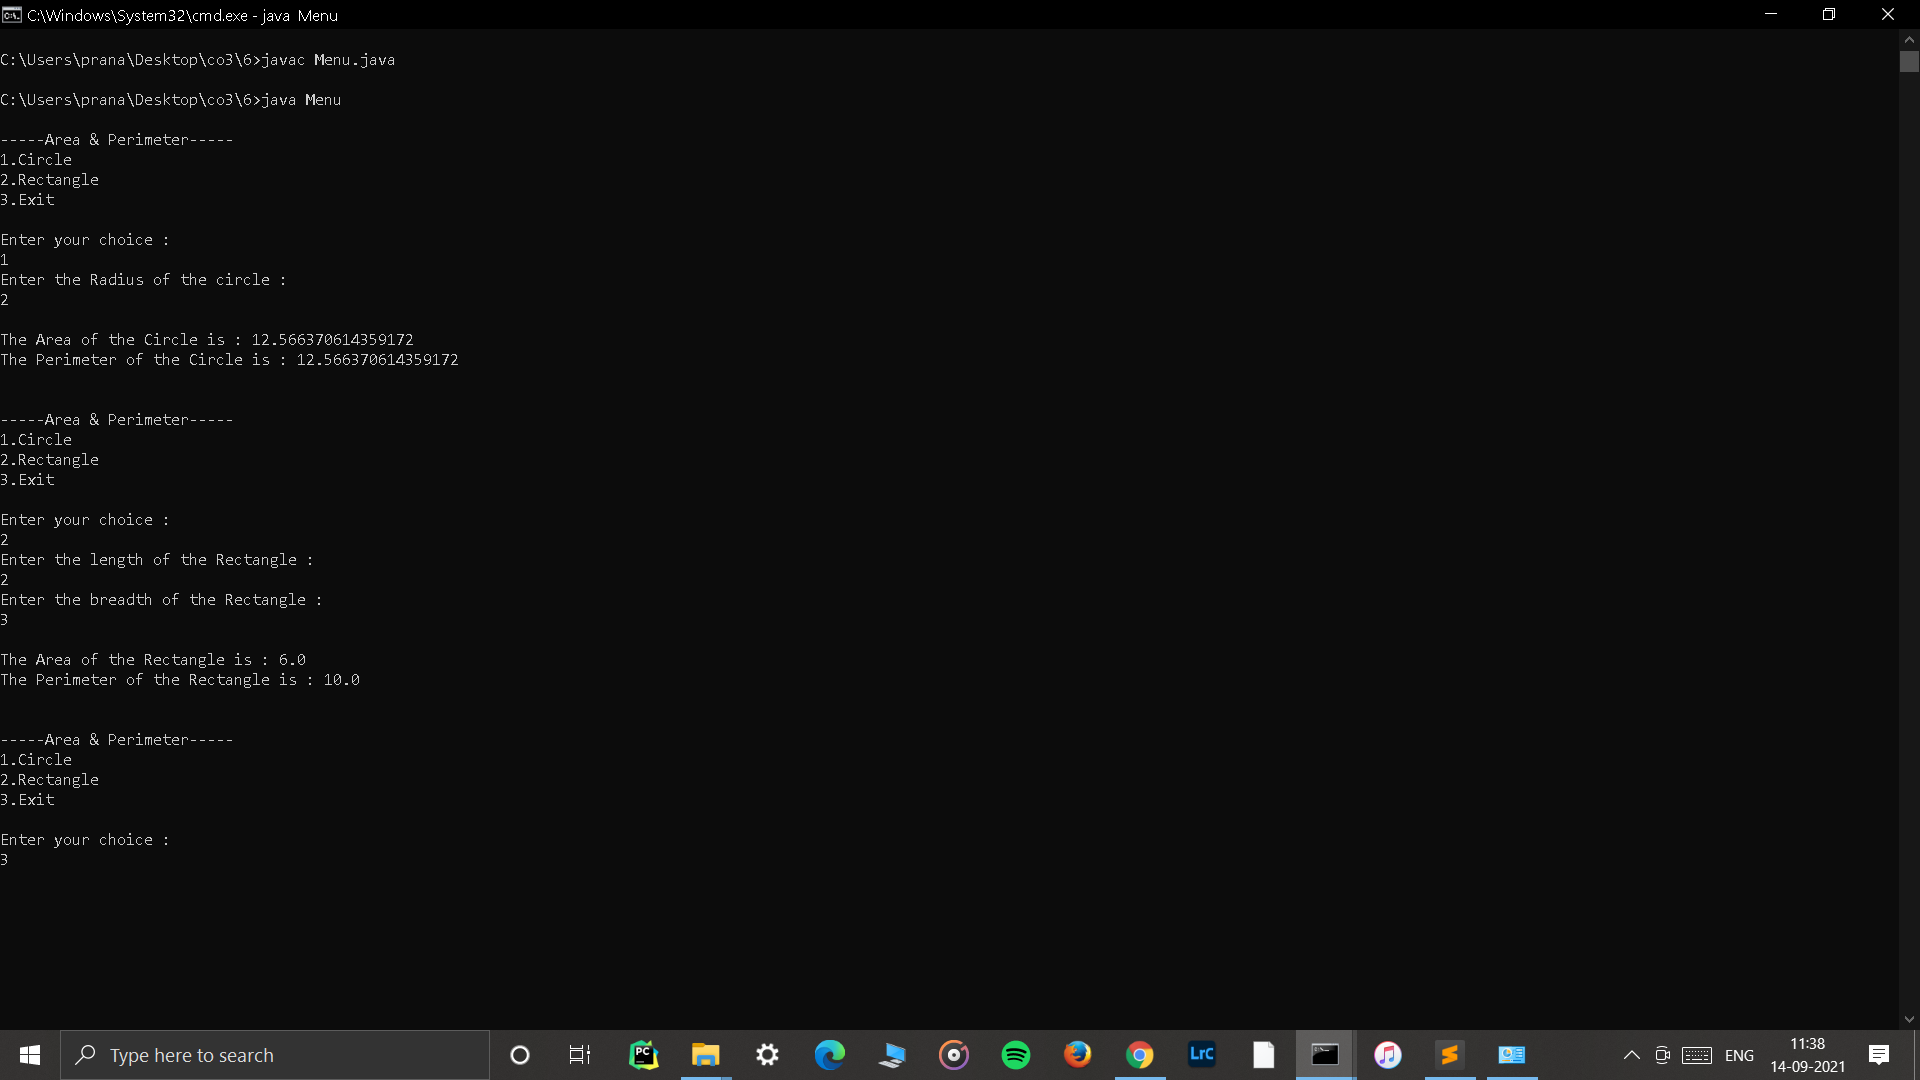 C:\Windows\System32\cmd.exe - java  Menu
C:\Users\prana\Desktop\co3\6>javac Menu.java
C:\Users\prana\Desktop\co3\6>java Menu
-----Area & Perimeter-----
1.Circle
2.Rectangle
3.Exit
Enter your choice :
1
Enter the Radius of the circle :
2
The Area of the Circle is : 12.566370614359172
The Perimeter of the Circle is : 12.566370614359172
-----Area & Perimeter-----
1.Circle
2.Rectangle
3.Exit
Enter your choice :
2
Enter the length of the Rectangle :
2
Enter the breadth of the Rectangle :
3
The Area of the Rectangle is : 6.0
The Perimeter of the Rectangle is : 10.0
-----Area & Perimeter-----
1.Circle
2.Rectangle
3.Exit
Enter your choice :
3
Type here to search
PC
LrC
ENG
11:38
14-09-2021